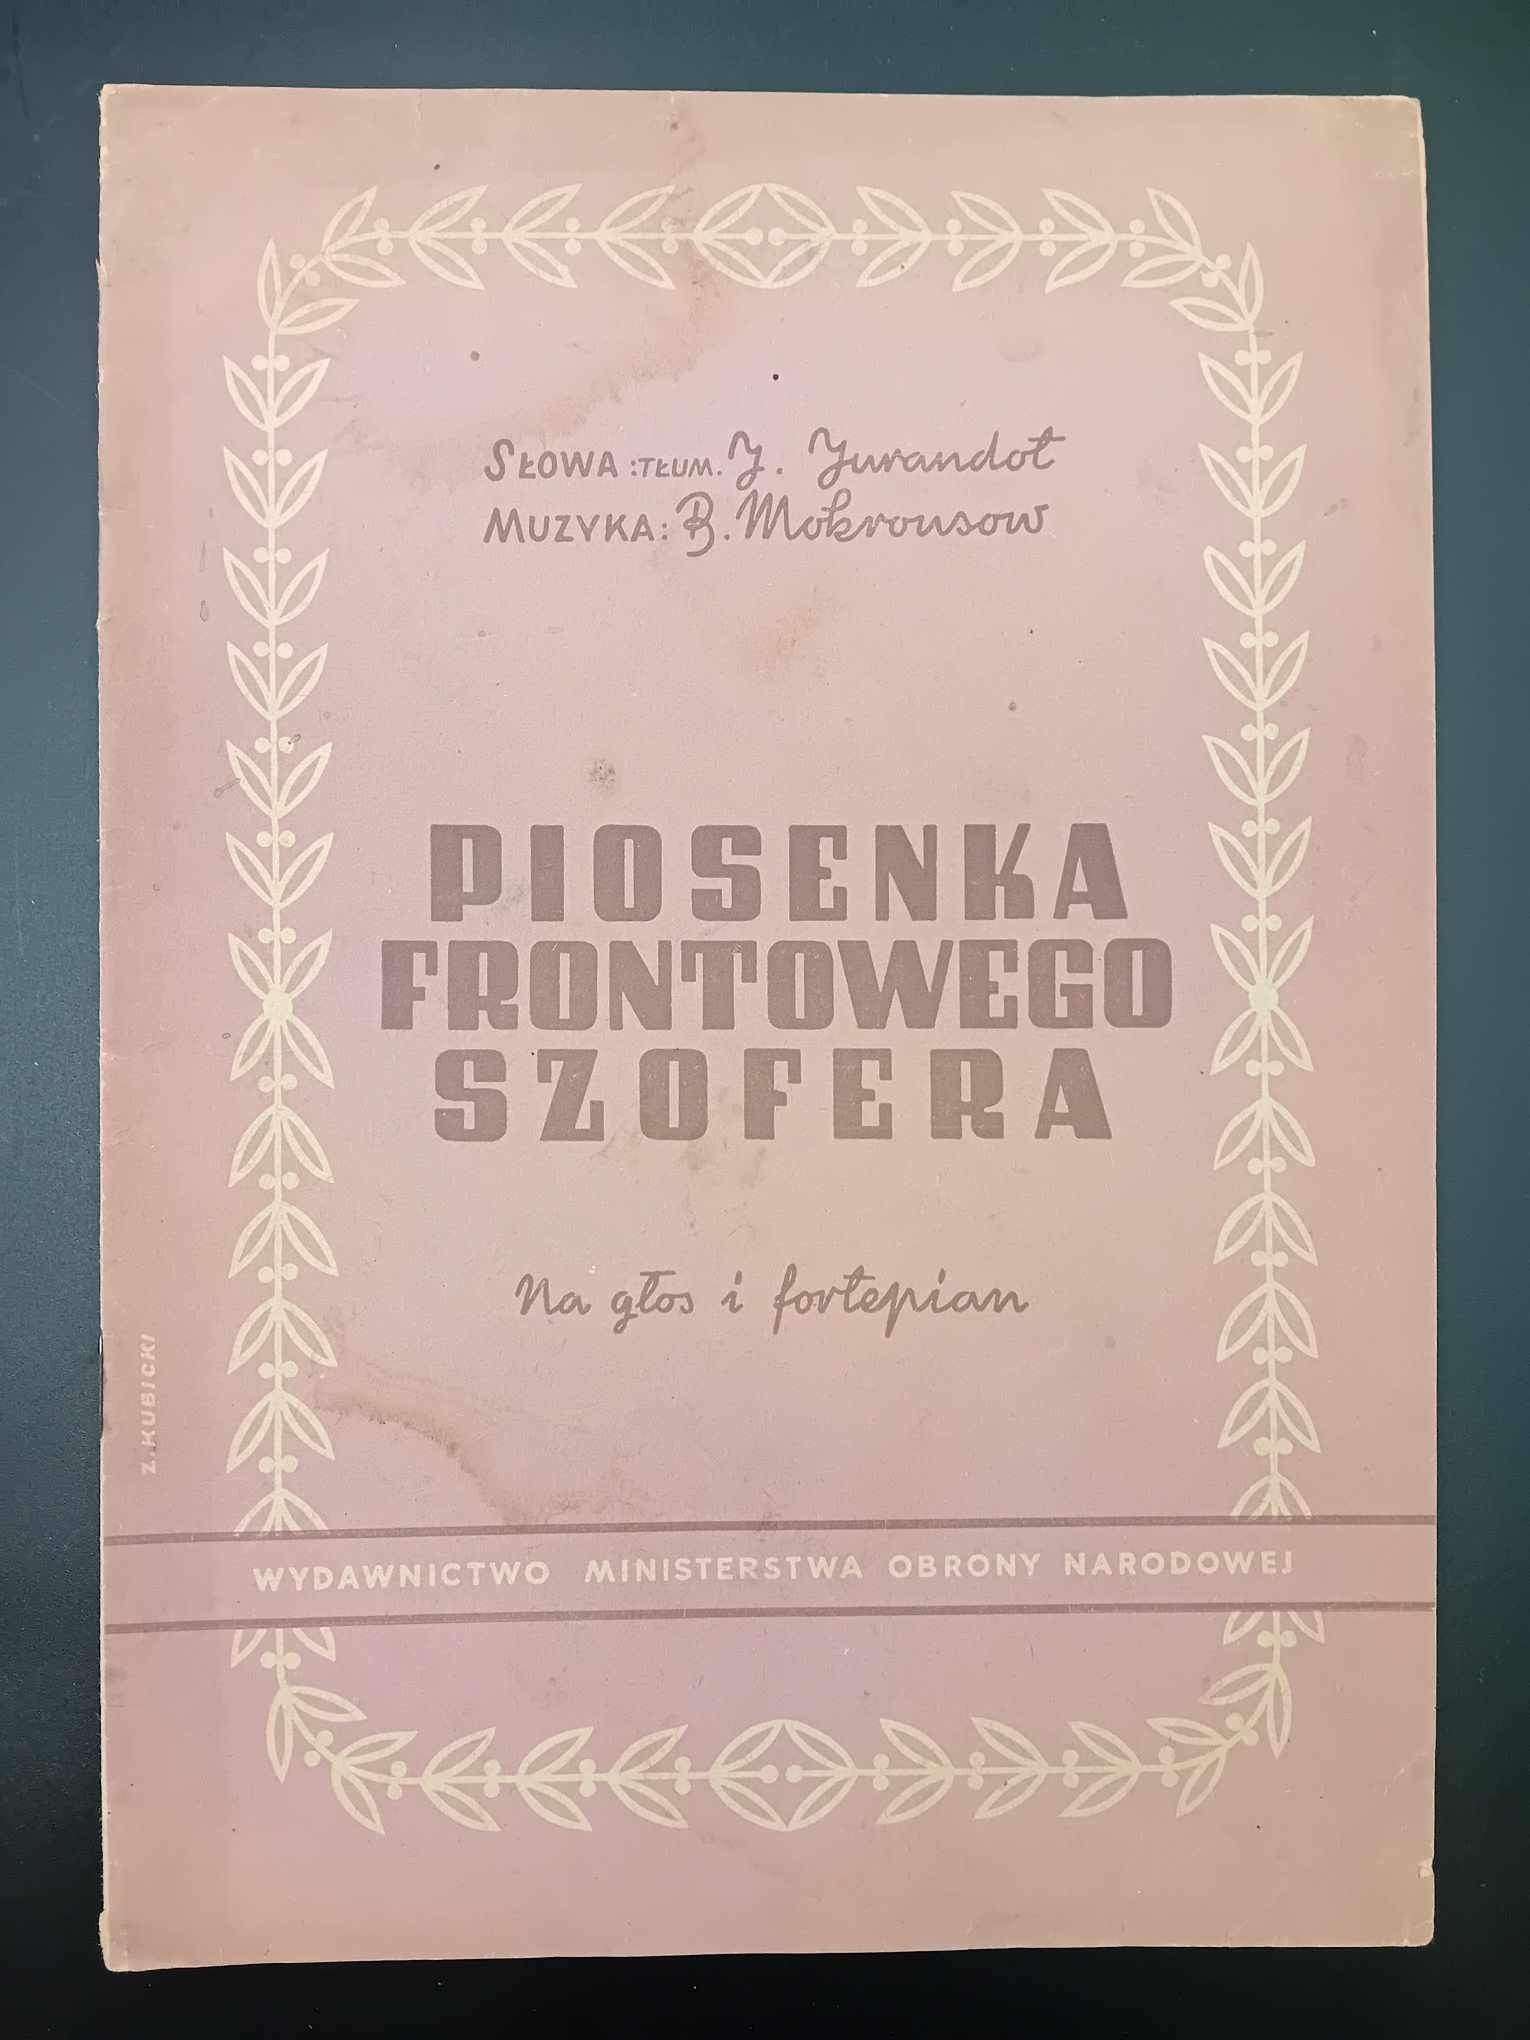 SŁOWA: TŁUM. J. Jurandot
MUZYKA: B. Mokrousow
PIOSENKA
FRONTOWEGO
SZOFERA
Na głos i fortepian
Z. KUBICKI
WYDAWNICTWO MINISTERSTWA OBRONY NARODOWEJ